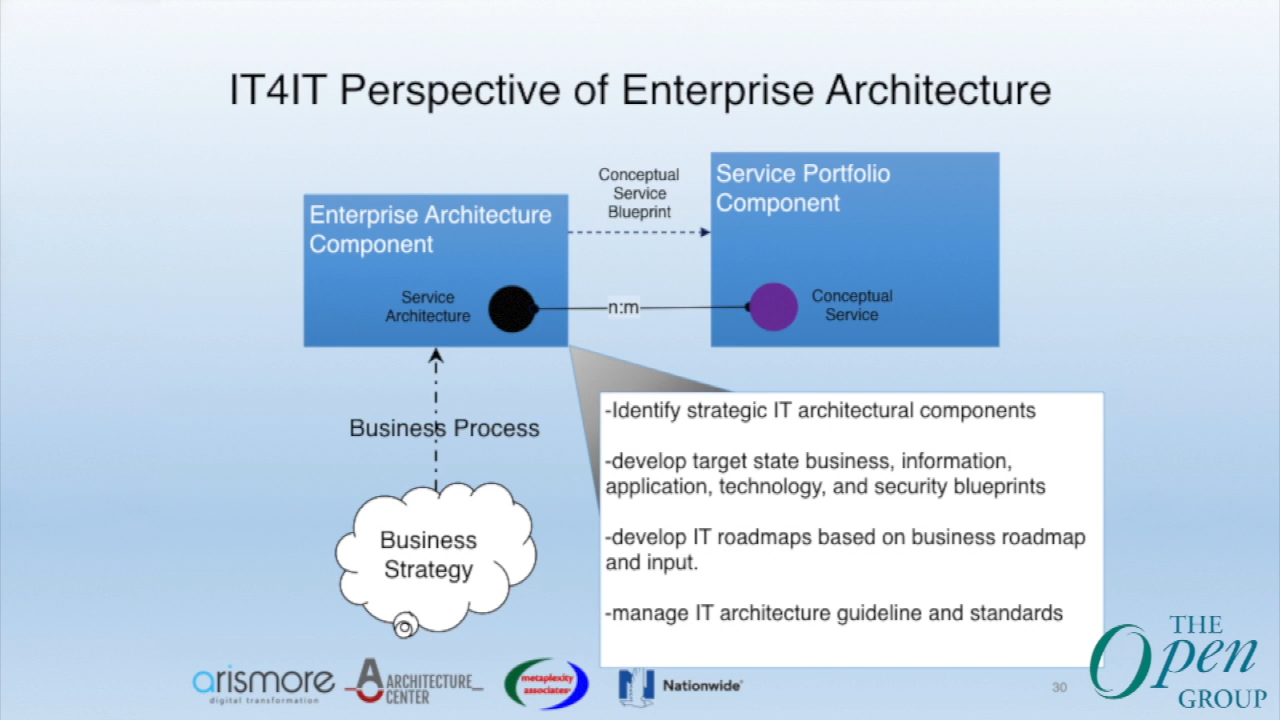 IT4IT Perspective of Enterprise Architecture
Conceptual
Service
Blueprint
Service Portfolio
Component
Enterprise Architecture
Component
Service
Architecture
n:m
Conceptual
Service
Business Process
Business
Strategy
-Identify strategic IT architectural components
-develop target state business, information,
application, technology, and security blueprints
-develop IT roadmaps based on business roadmap
and input.
-manage IT architecture guideline and standards
arismore
digital transformation
ARCHITECTURE_
CENTER
metaplexity
associates
Nationwide®
30
THE
Open
GROUP